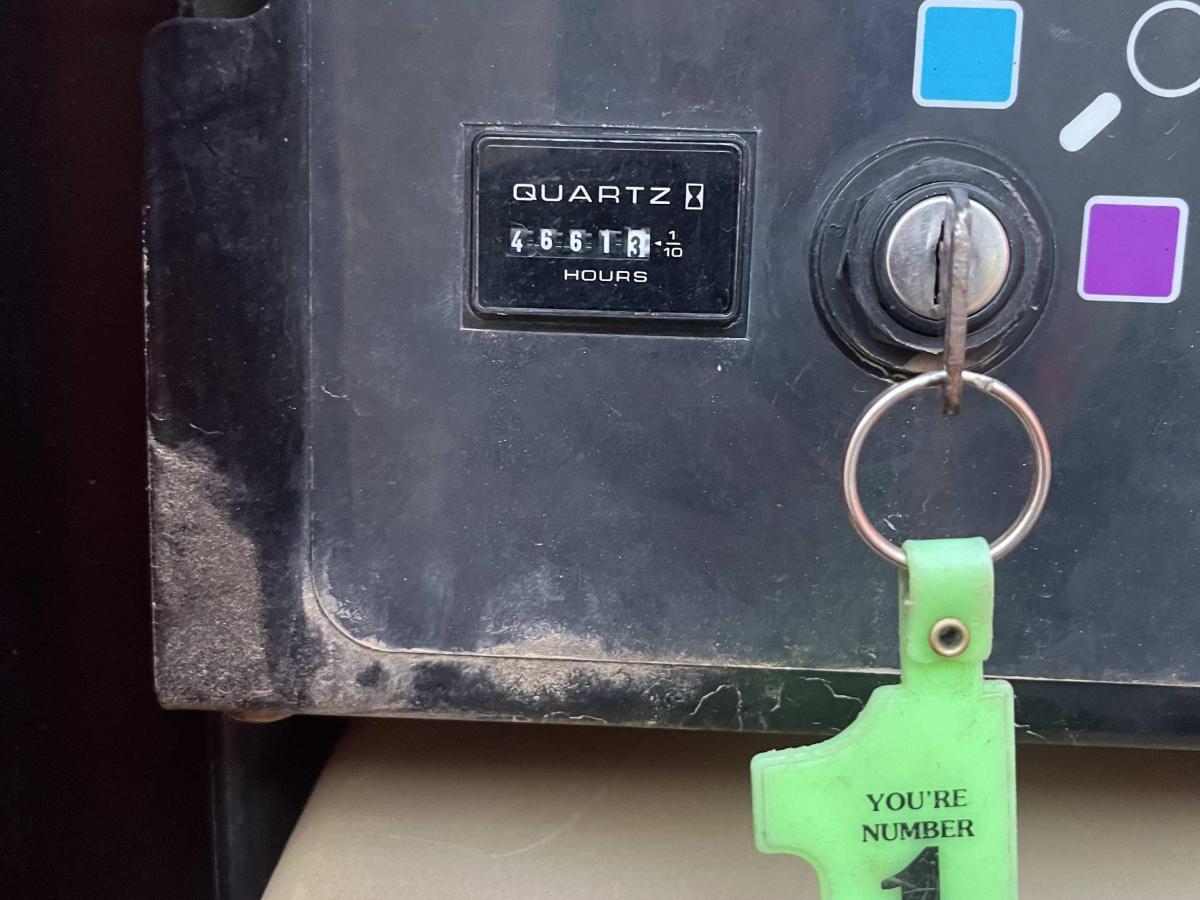 QUARTZ
46613 1/10
HOURS
YOU'RE
NUMBER
1